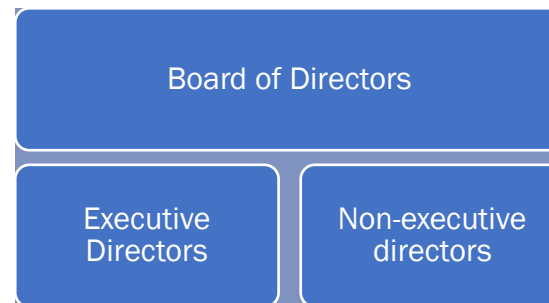 Board of Directors
Executive
Directors
Non-executive
directors